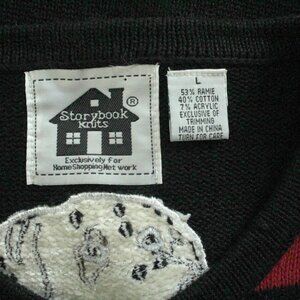 Storybook
Knits
®
Exclusively for
Home Shopping Network
L
53% RAMIE
40% COTTON
7% ACRYLIC
EXCLUSIVE OF
TRIMMING
MADE IN CHINA
TURN FOR CARE